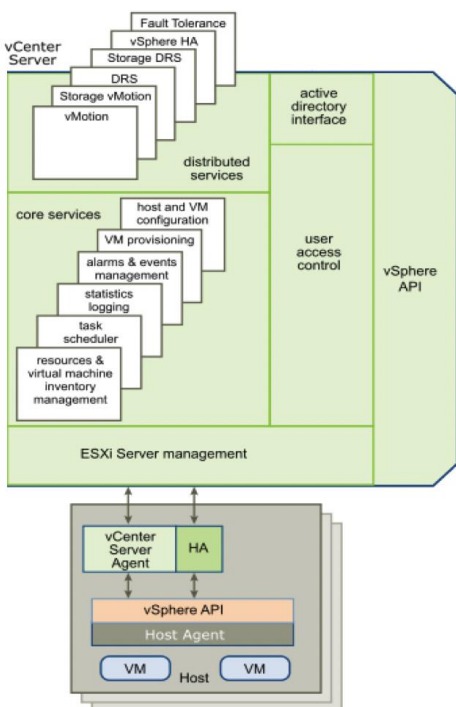 vCenter
Server
Fault Tolerance
vSphere HA
Storage DRS
DRS
Storage vMotion
vMotion
distributed
services
active
directory
interface
core services
host and VM
configuration
VM provisioning
alarms & events
management
statistics
logging
task
scheduler
resources &
virtual machine
inventory
management
user
access
control
vSphere
API
ESXi Server management
vCenter
Server
Agent
HA
vSphere API
Host Agent
VM
Host
VM